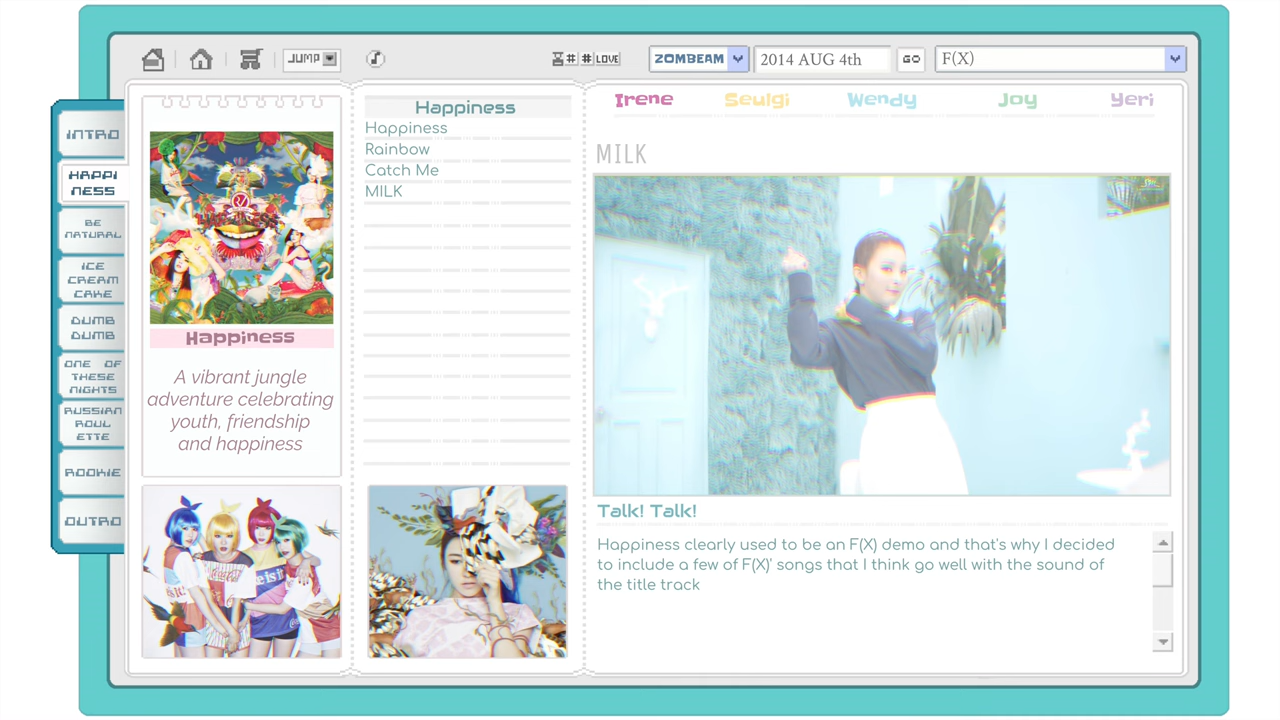 JUMP
# # LOVE
ZOMBEAM
2014 AUG 4th
GO
F(X)
INTRO
HAPPI
NESS
BE
NATURAL
ICE
CREAM
CAKE
DUMB
DUMB
ONE OF
THESE
NIGHTS
RUSSIAN
ROUL
ETTE
ROOKIE
OUTRO
Happiness
A vibrant jungle
adventure celebrating
youth, friendship
and happiness
Happiness
Happiness
Rainbow
Catch Me
MILK
Irene Seulgi Wendy Joy Yeri
MILK
Talk! Talk!
Happiness clearly used to be an F(X) demo and that's why I decided
to include a few of F(X)' songs that I think go well with the sound of
the title track